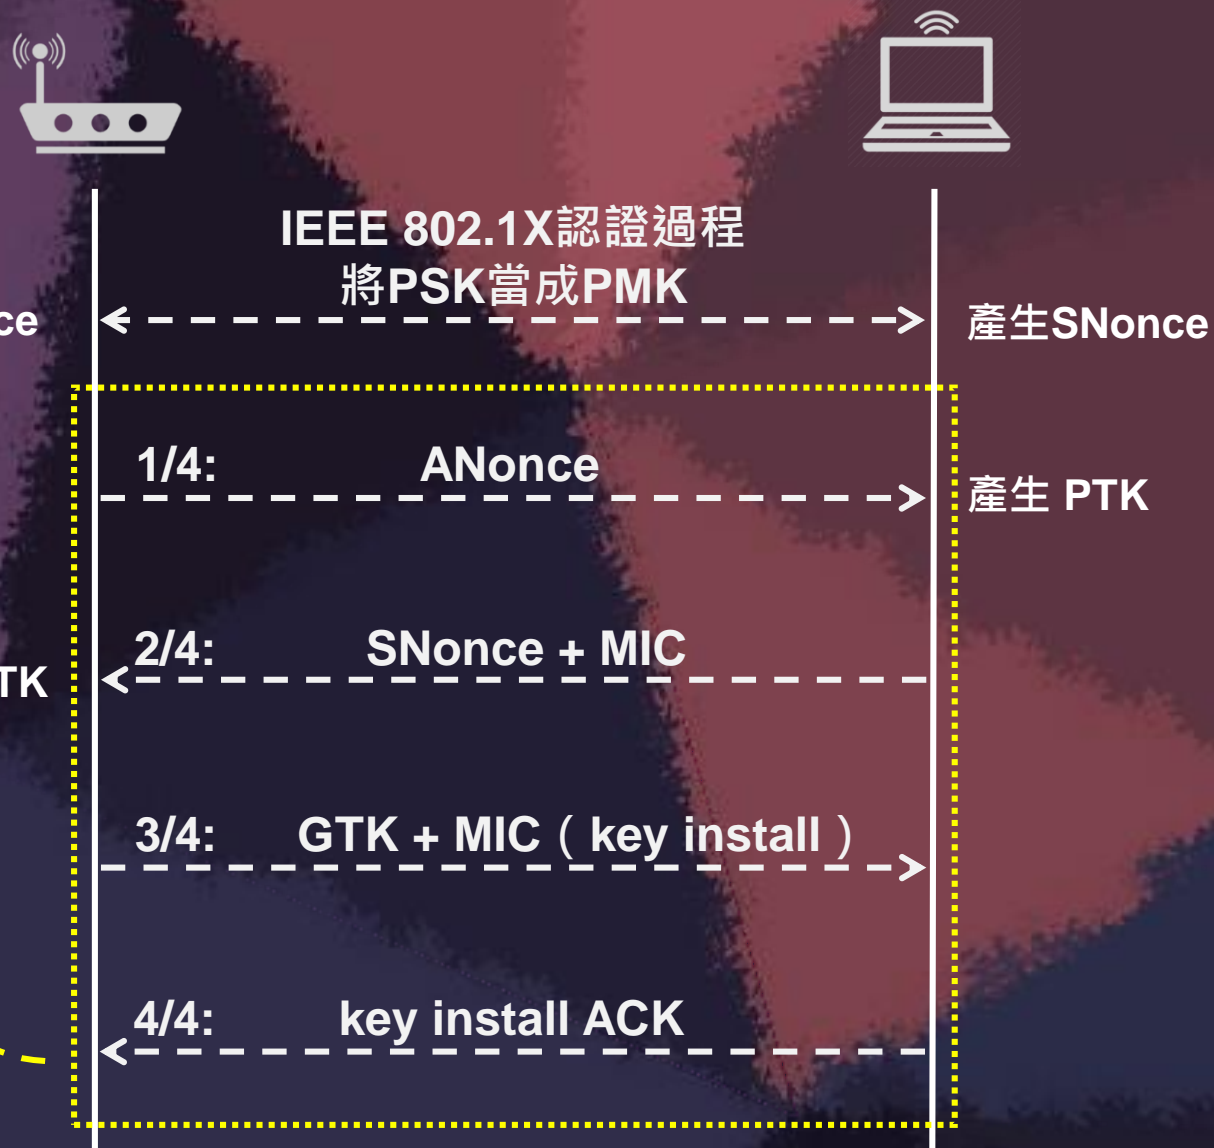 IEEE 802.1X認證過程
將PSK當成PMK
ce
產生SNonce
1/4: ANonce
產生 PTK
2/4: SNonce + MIC
TK
3/4: GTK + MIC（key install）
4/4: key install ACK